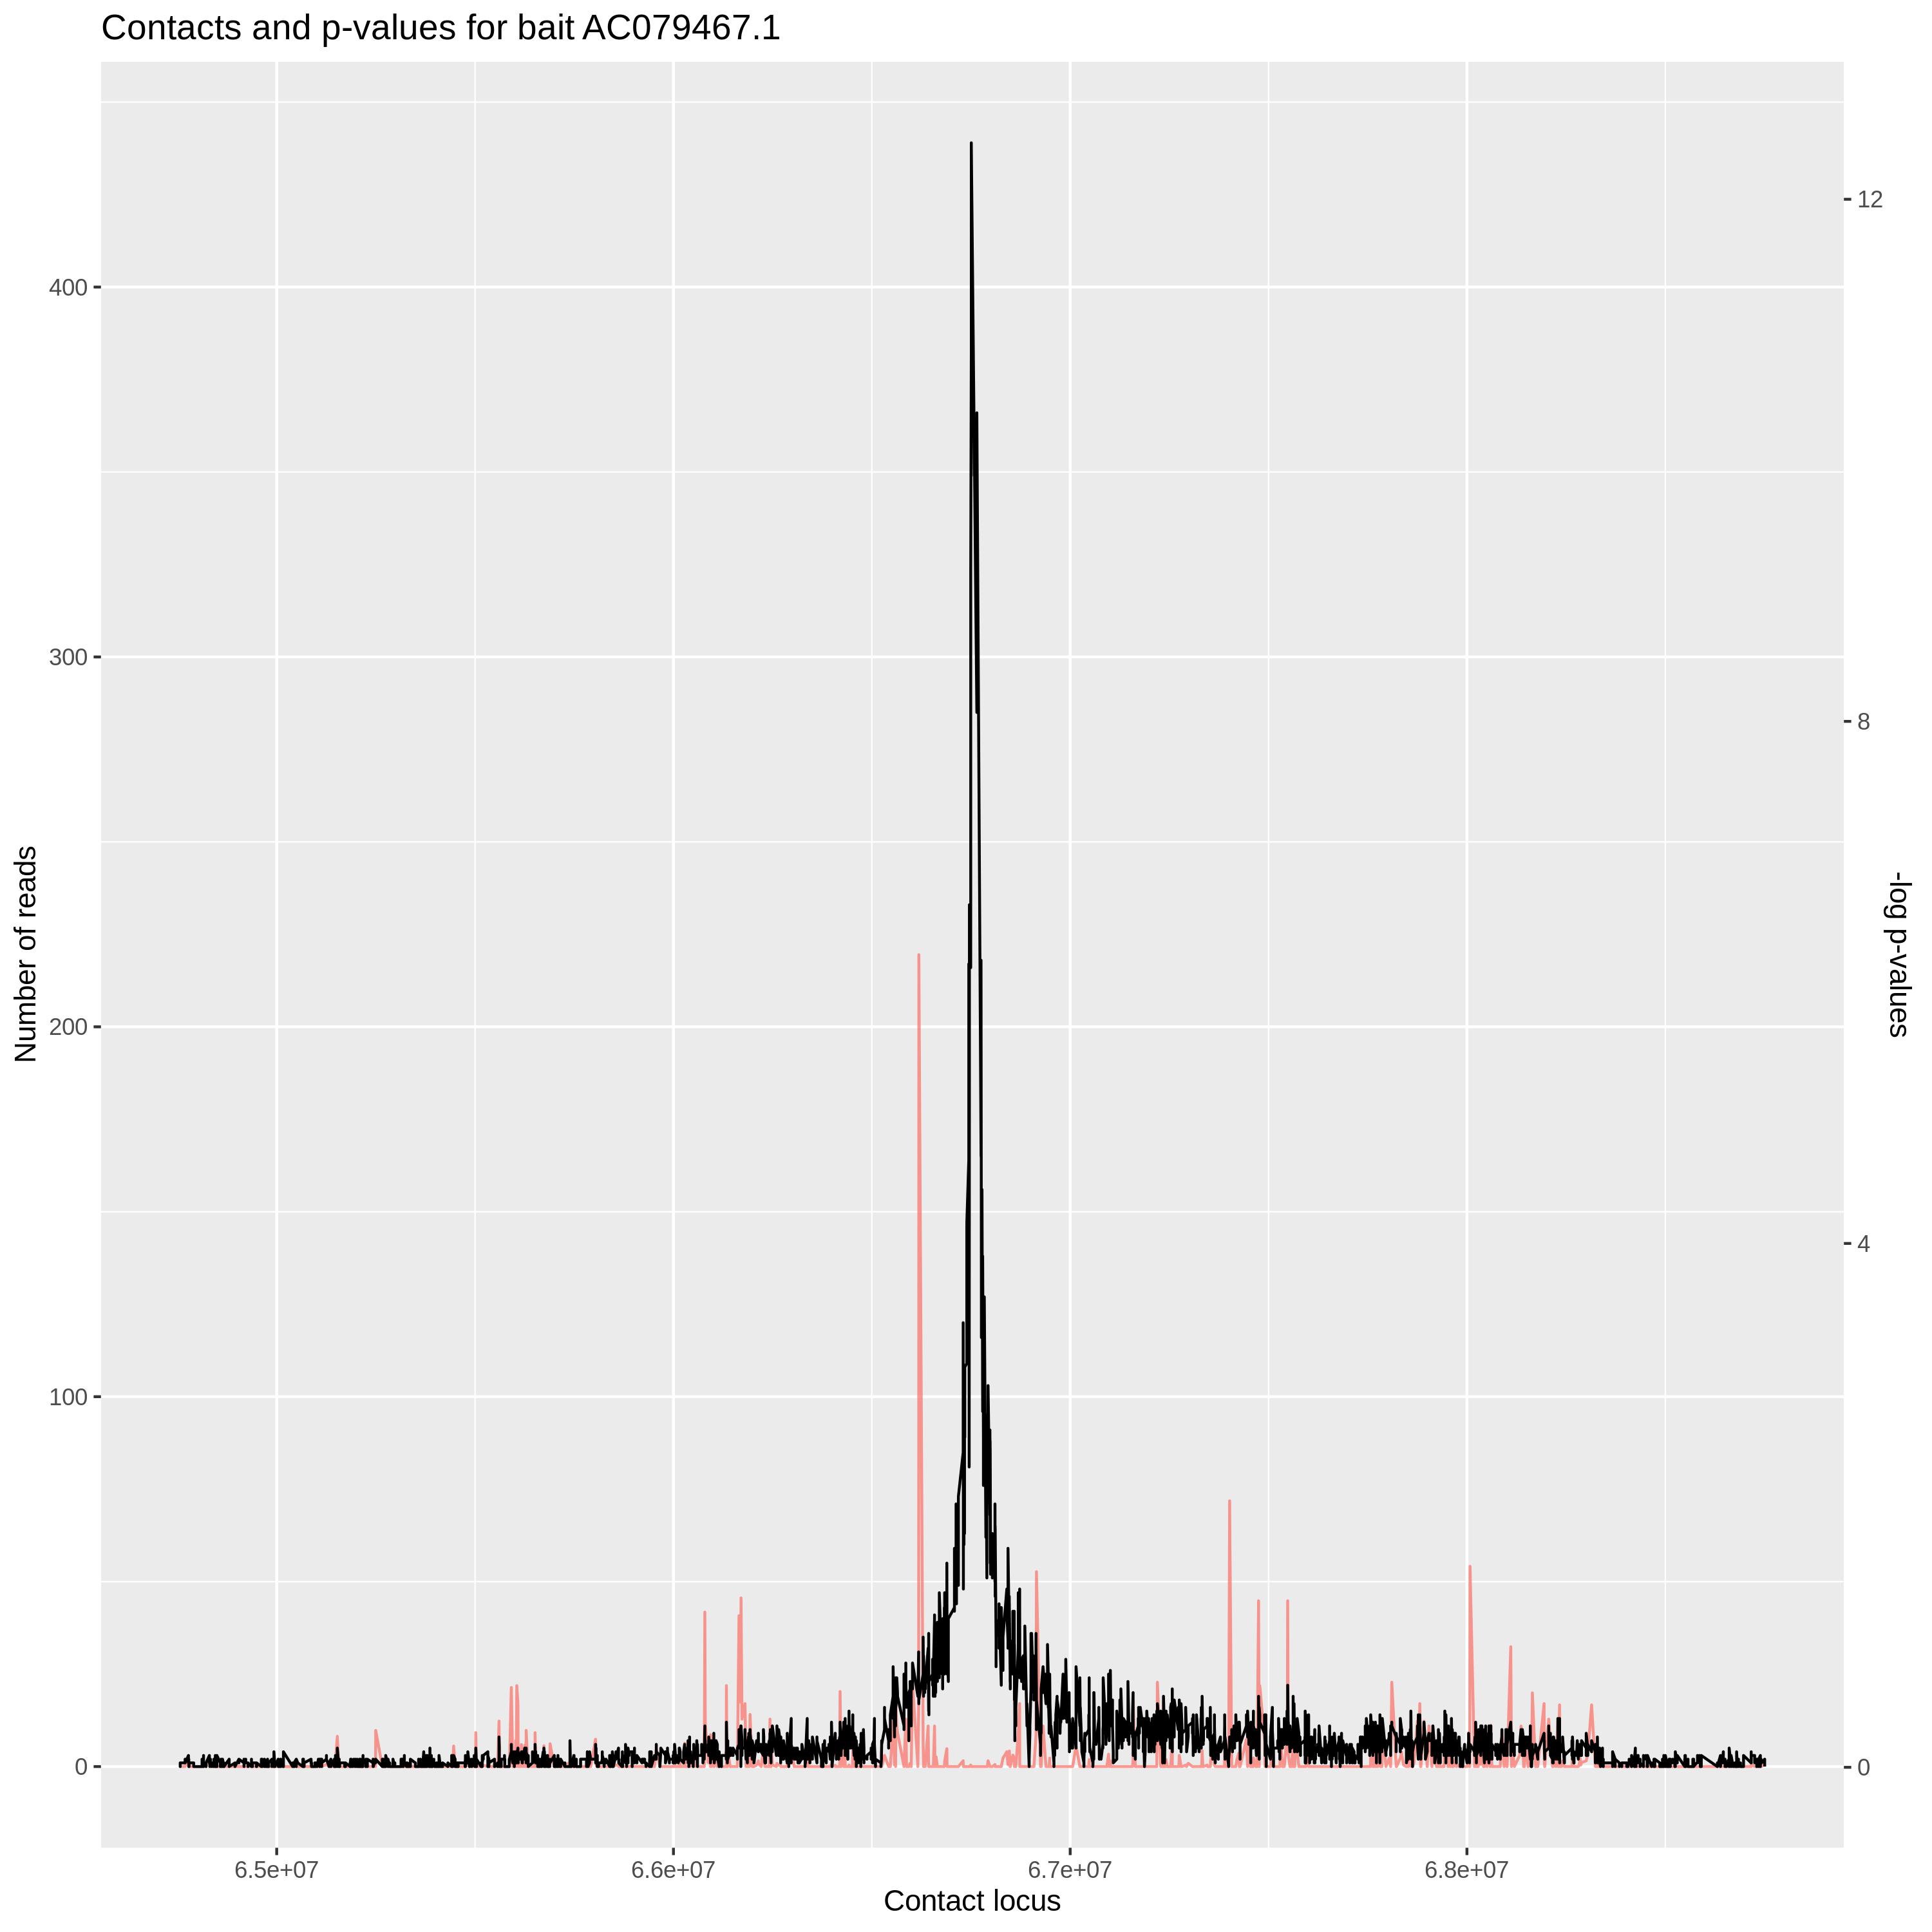 Contacts and p-values for bait AC079467.1
12
400
300
8
Number of reads
-log p-values
200
4
100
0
0
6.5e+07
6.6e+07
6.7e+07
6.8e+07
Contact locus